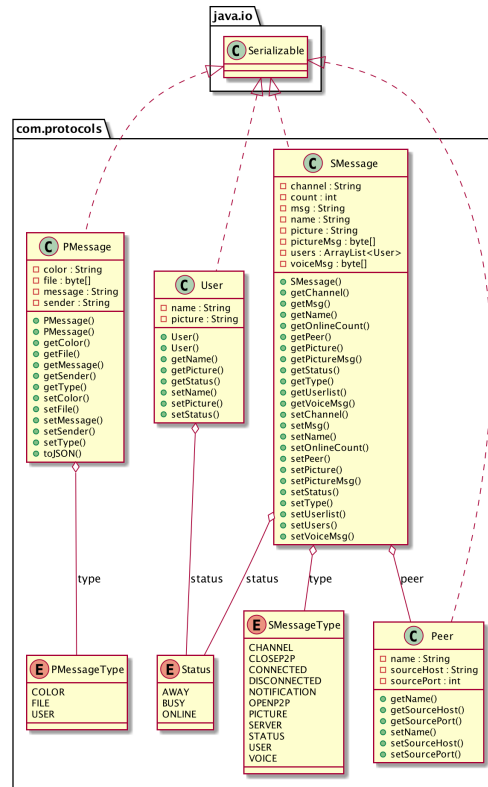 java.io
C Serializable
com.protocols
C SMessage
channel : String
count : int
msg : String
name : String
picture : String
pictureMsg : byte[]
users : ArrayList<User>
voiceMsg : byte[]
SMessage()
getChannel()
getMsg()
getName()
getOnlineCount()
getPeer()
getPicture()
getPictureMsg()
getStatus()
getType()
getUserlist()
getVoiceMsg()
setChannel()
setMsg()
setName()
setOnlineCount()
setPeer()
setPicture()
setPictureMsg()
setStatus()
setType()
setUserlist()
setUsers()
setVoiceMsg()
C PMessage
color : String
file : byte[]
message : String
sender : String
PMessage()
PMessage()
getColor()
getFile()
getMessage()
getSender()
getType()
setColor()
setFile()
setMessage()
setSender()
setType()
toJSON()
C User
name : String
picture : String
User()
User()
getName()
getPicture()
getStatus()
setName()
setPicture()
setStatus()
type
status
status
type
peer
E PMessageType
COLOR
FILE
USER
E Status
AWAY
BUSY
ONLINE
E SMessageType
CHANNEL
CLOSEP2P
CONNECTED
DISCONNECTED
NOTIFICATION
OPENP2P
PICTURE
SERVER
STATUS
USER
VOICE
C Peer
name : String
sourceHost : String
sourcePort : int
getName()
getSourceHost()
getSourcePort()
setName()
setSourceHost()
setSourcePort()